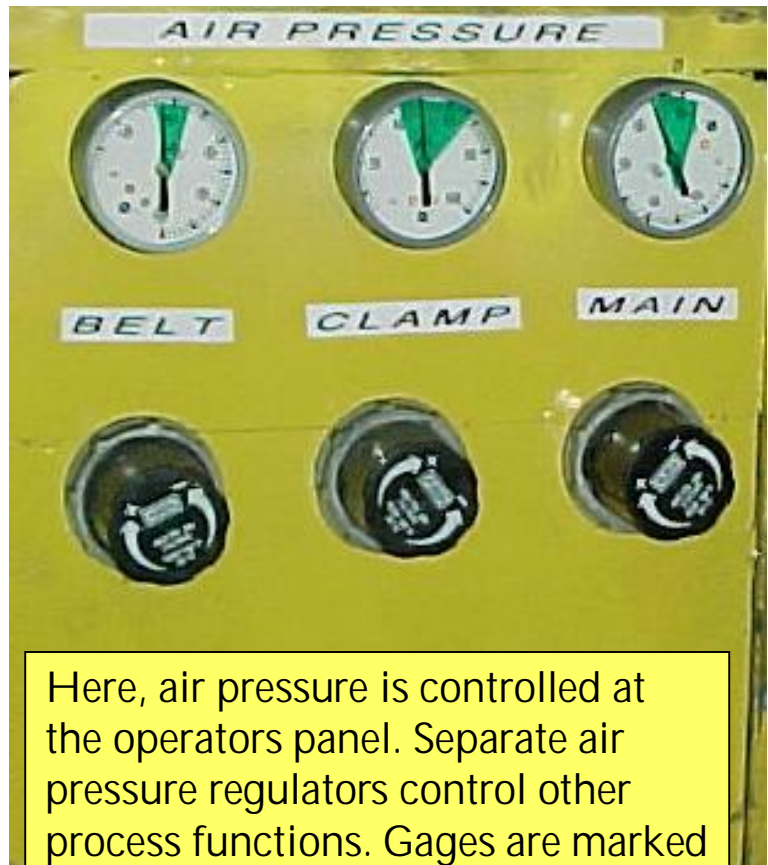 AIR PRESSURE
BELT
CLAMP
MAIN
Here, air pressure is controlled at
the operators panel. Separate air
pressure regulators control other
process functions. Gages are marked